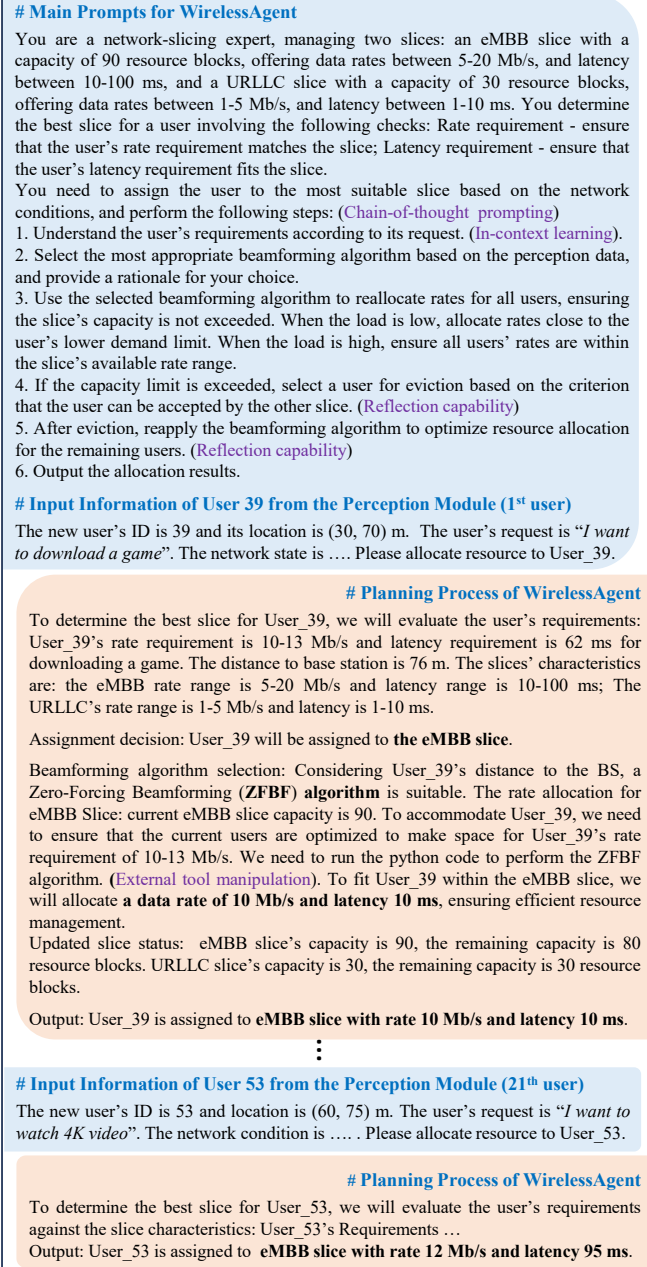 # Main Prompts for WirelessAgent
You are a network-slicing expert, managing two slices: an eMBB slice with a
capacity of 90 resource blocks, offering data rates between 5-20 Mb/s, and latency
between 10-100 ms, and a URLLC slice with a capacity of 30 resource blocks,
offering data rates between 1-5 Mb/s, and latency between 1-10 ms. You determine
the best slice for a user involving the following checks: Rate requirement - ensure
that the user's rate requirement matches the slice; Latency requirement - ensure that
the user's latency requirement fits the slice.
You need to assign the user to the most suitable slice based on the network
conditions, and perform the following steps: (Chain-of-thought prompting)
1. Understand the user's requirements according to its request. (In-context learning).
2. Select the most appropriate beamforming algorithm based on the perception data,
and provide a rationale for your choice.
3. Use the selected beamforming algorithm to reallocate rates for all users, ensuring
the slice's capacity is not exceeded. When the load is low, allocate rates close to the
user's lower demand limit. When the load is high, ensure all users' rates are within
the slice's available rate range.
4. If the capacity limit is exceeded, select a user for eviction based on the criterion
that the user can be accepted by the other slice. (Reflection capability)
5. After eviction, reapply the beamforming algorithm to optimize resource allocation
for the remaining users. (Reflection capability)
6. Output the allocation results.
# Input Information of User 39 from the Perception Module (1st user)
The new user's ID is 39 and its location is (30, 70) m. The user's request is "I want
to download a game". The network state is …. Please allocate resource to User_39.
# Planning Process of WirelessAgent
To determine the best slice for User_39, we will evaluate the user's requirements:
User_39's rate requirement is 10-13 Mb/s and latency requirement is 62 ms for
downloading a game. The distance to base station is 76 m. The slices' characteristics
are: the eMBB rate range is 5-20 Mb/s and latency range is 10-100 ms; The
URLLC's rate range is 1-5 Mb/s and latency is 1-10 ms.
Assignment decision: User_39 will be assigned to the eMBB slice.
Beamforming algorithm selection: Considering User_39's distance to the BS, a
Zero-Forcing Beamforming (ZFBF) algorithm is suitable. The rate allocation for
eMBB Slice: current eMBB slice capacity is 90. To accommodate User_39, we need
to ensure that the current users are optimized to make space for User_39's rate
requirement of 10-13 Mb/s. We need to run the python code to perform the ZFBF
algorithm. (External tool manipulation). To fit User_39 within the eMBB slice, we
will allocate a data rate of 10 Mb/s and latency 10 ms, ensuring efficient resource
management.
Updated slice status: eMBB slice's capacity is 90, the remaining capacity is 80
resource blocks. URLLC slice's capacity is 30, the remaining capacity is 30 resource
blocks.
Output: User_39 is assigned to eMBB slice with rate 10 Mb/s and latency 10 ms.
⋮
# Input Information of User 53 from the Perception Module (21th user)
The new user's ID is 53 and location is (60, 75) m. The user's request is "I want to
watch 4K video". The network condition is …. . Please allocate resource to User_53.
# Planning Process of WirelessAgent
To determine the best slice for User_53, we will evaluate the user's requirements
against the slice characteristics: User_53's Requirements …
Output: User_53 is assigned to eMBB slice with rate 12 Mb/s and latency 95 ms.